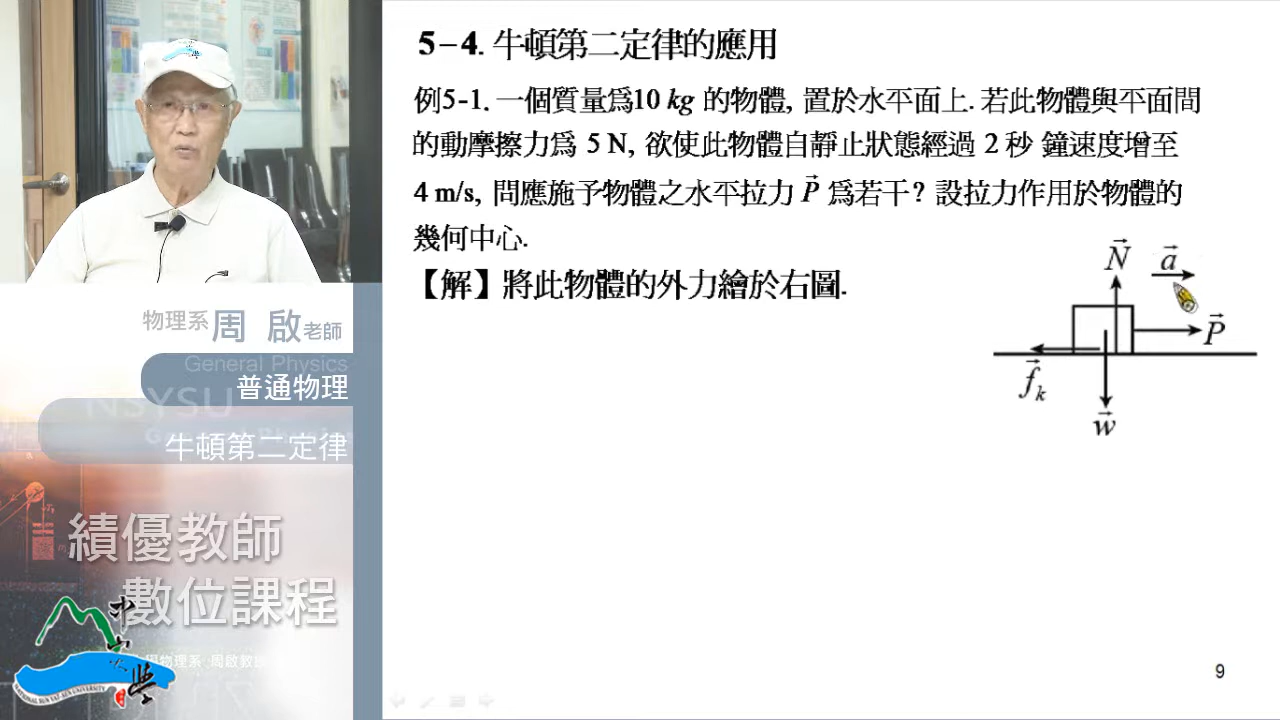 5-4. 牛頓第二定律的應用
例5-1. 一個質量爲10 kg 的物體, 置於水平面上. 若此物體與平面間
的動摩擦力爲 5 N, 欲使此物體自靜止狀態經過 2 秒 鐘速度增至
4 m/s, 問應施予物體之水平拉力 P 爲若干? 設拉力作用於物體的
幾何中心.
【解】將此物體的外力繪於右圖.
N
a
P
f k
w
9
物理系 周 啟 老師
General Physics
普通物理
NSYSU
牛頓第二定律
績優教師
數位課程